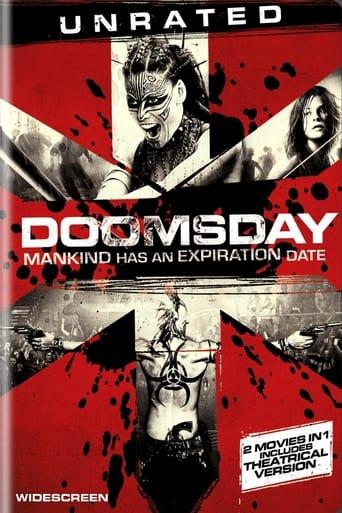 UNRATED
DOOMSDAY
MANKIND HAS AN EXPIRATION DATE
2 MOVIES IN 1
INCLUDES
THEATRICAL
VERSION
WIDESCREEN